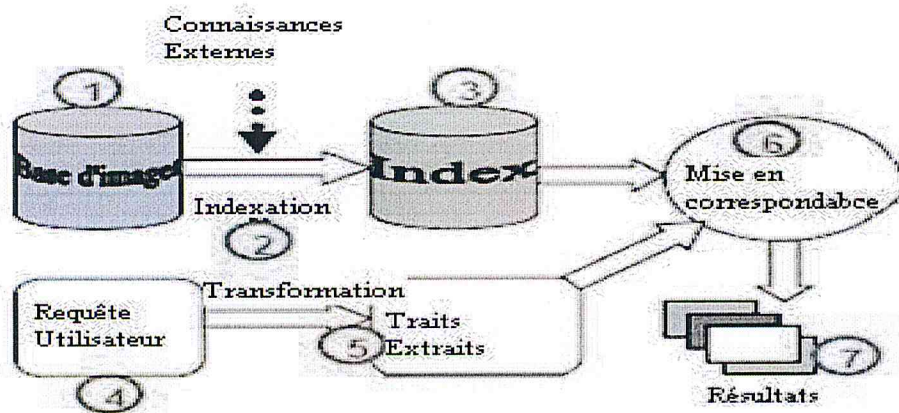 Connaissances
Externes
1
3
Base d'images
Index
6
Mise en
correspondabce
Indexation
2
Requête
Utilisateur
Transformation
5
Traits
Extraits
4
7
Résultats